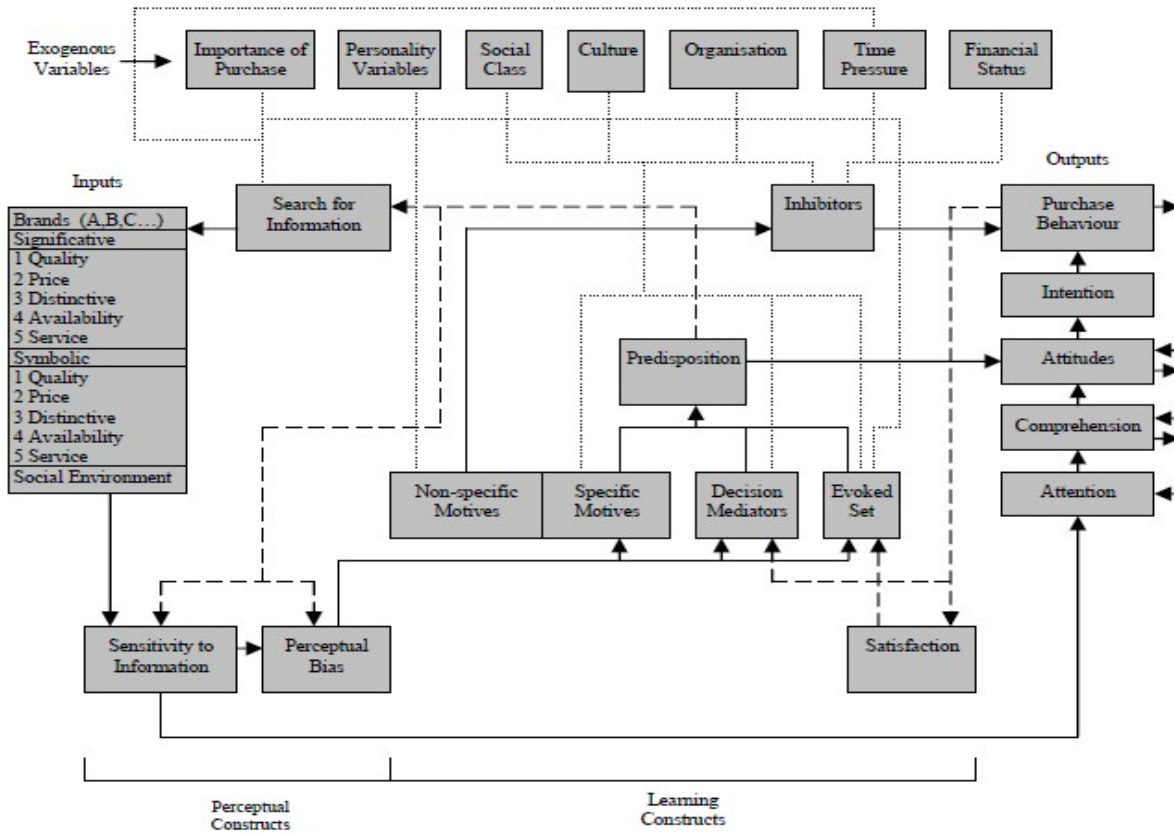 Exogenous
Variables
Importance of
Purchase
Personality
Variables
Social
Class
Culture
Organisation
Time
Pressure
Financial
Status
Inputs
Outputs
Brands (A,B,C…)
Significative
1 Quality
2 Price
3 Distinctive
4 Availability
5 Service
Symbolic
1 Quality
2 Price
3 Distinctive
4 Availability
5 Service
Social Environment
Search for
Information
Inhibitors
Purchase
Behaviour
Intention
Predisposition
Attitudes
Comprehension
Non-specific
Motives
Specific
Motives
Decision
Mediators
Evoked
Set
Attention
Sensitivity to
Information
Perceptual
Bias
Satisfaction
Perceptual
Constructs
Learning
Constructs